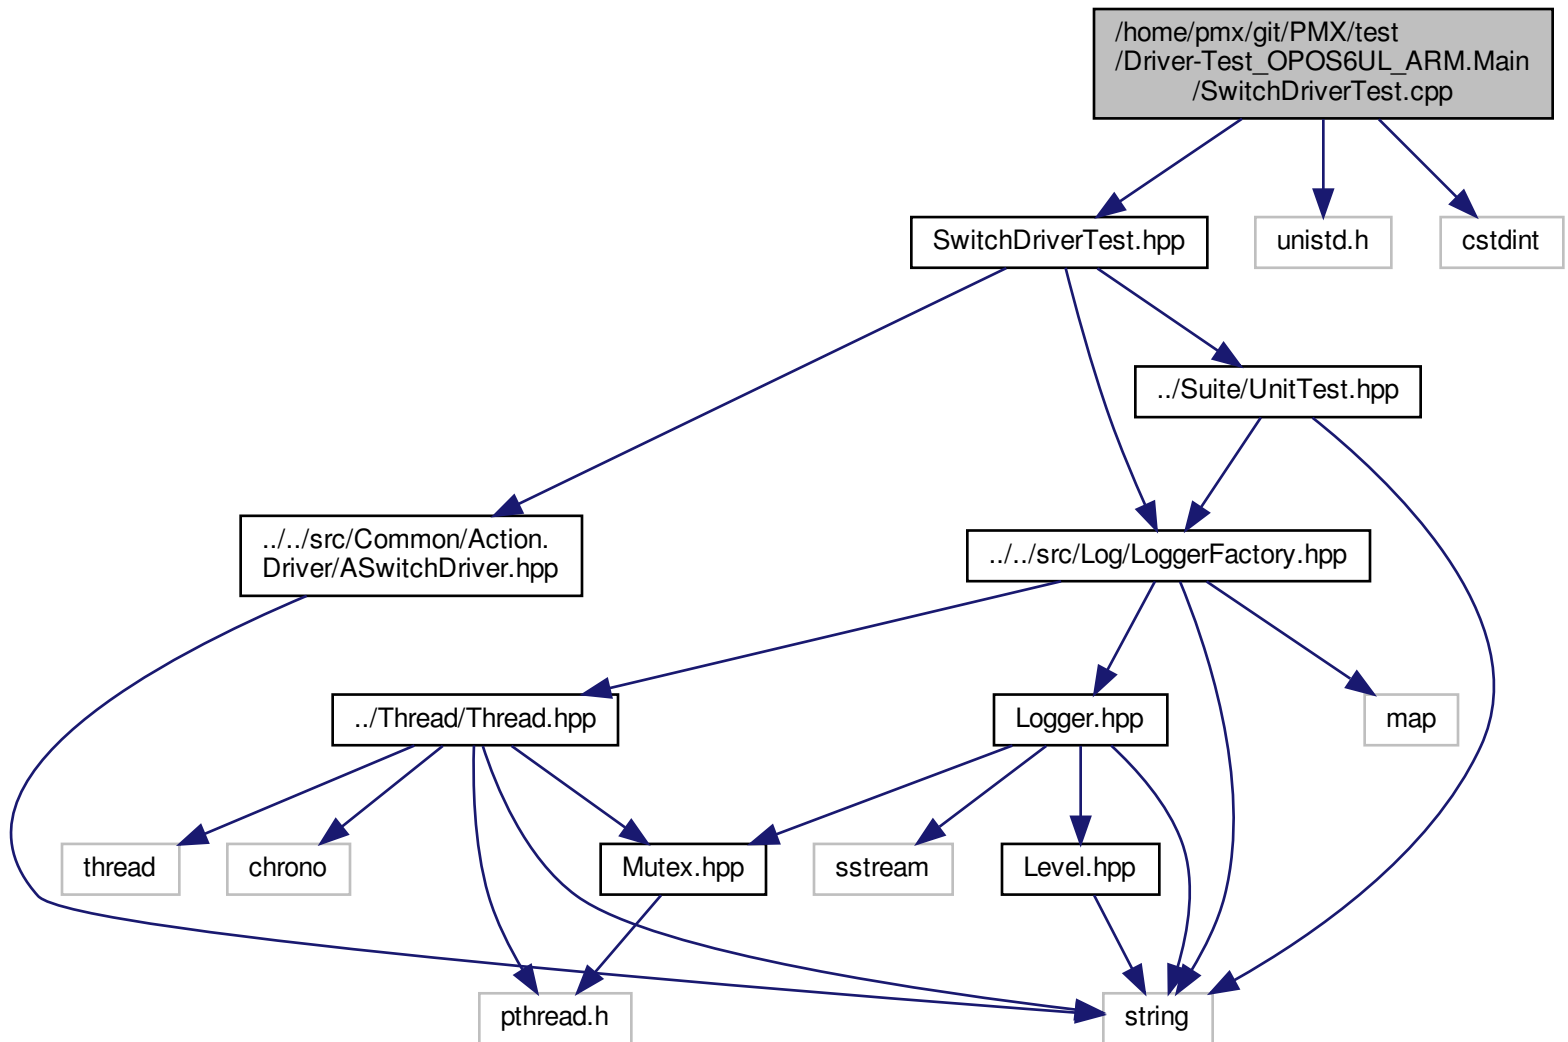 /home/pmx/git/PMX/test
/Driver-Test_OPOS6UL_ARM.Main
/SwitchDriverTest.cpp
SwitchDriverTest.hpp
unistd.h
cstdint
../Suite/UnitTest.hpp
../../src/Common/Action.
Driver/ASwitchDriver.hpp
../../src/Log/LoggerFactory.hpp
../Thread/Thread.hpp
Logger.hpp
map
thread
chrono
Mutex.hpp
sstream
Level.hpp
pthread.h
string